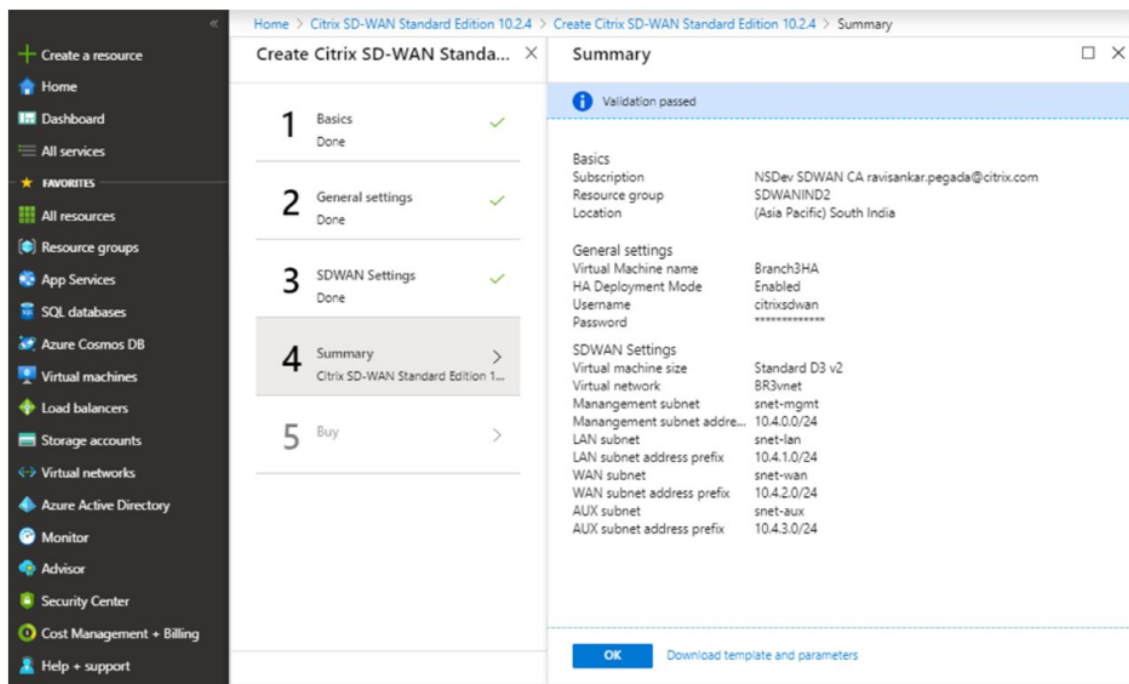 «
Home > Citrix SD-WAN Standard Edition 10.2.4 > Create Citrix SD-WAN Standard Edition 10.2.4 > Summary
Create a resource
Home
Dashboard
All services
FAVORITES
All resources
Resource groups
App Services
SQL databases
Azure Cosmos DB
Virtual machines
Load balancers
Storage accounts
Virtual networks
Azure Active Directory
Monitor
Advisor
Security Center
Cost Management + Billing
Help + support
Create Citrix SD-WAN Standa...
1 Basics
Done
2 General settings
Done
3 SDWAN Settings
Done
4 Summary
Citrix SD-WAN Standard Edition 1...
5 Buy
Summary
Validation passed
Basics
Subscription NSDev SDWAN CA ravisankar.pegada@citrix.com
Resource group SDWANIND2
Location (Asia Pacific) South India
General settings
Virtual Machine name Branch3HA
HA Deployment Mode Enabled
Username citrixsdwan
Password *************
SDWAN Settings
Virtual machine size Standard D3 v2
Virtual network BR3vnet
Manangement subnet snet-mgmt
Manangement subnet addre... 10.4.0.0/24
LAN subnet snet-lan
LAN subnet address prefix 10.4.1.0/24
WAN subnet snet-wan
WAN subnet address prefix 10.4.2.0/24
AUX subnet snet-aux
AUX subnet address prefix 10.4.3.0/24
OK Download template and parameters